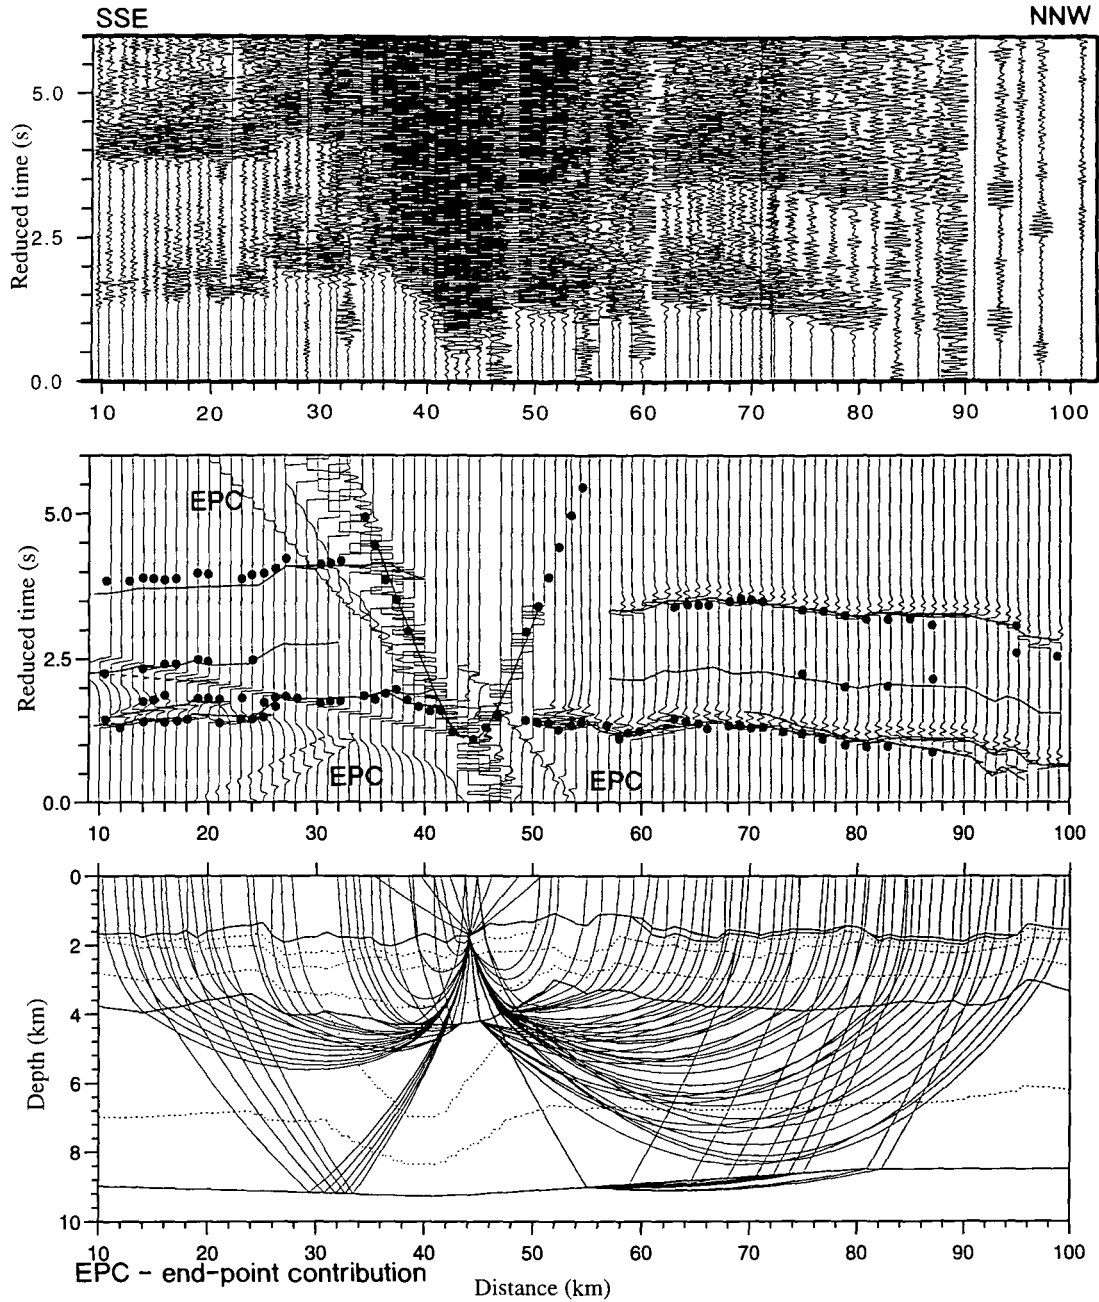 SSE NNW
5.0
2.5
0.0
Reduced time (s)
10 20 30 40 50 60 70 80 90 100
EPC
5.0
2.5
0.0
Reduced time (s)
EPC EPC
10 20 30 40 50 60 70 80 90 100
0
2
4
6
8
10
Depth (km)
10 20 30 40 50 60 70 80 90 100
EPC - end-point contribution
Distance (km)